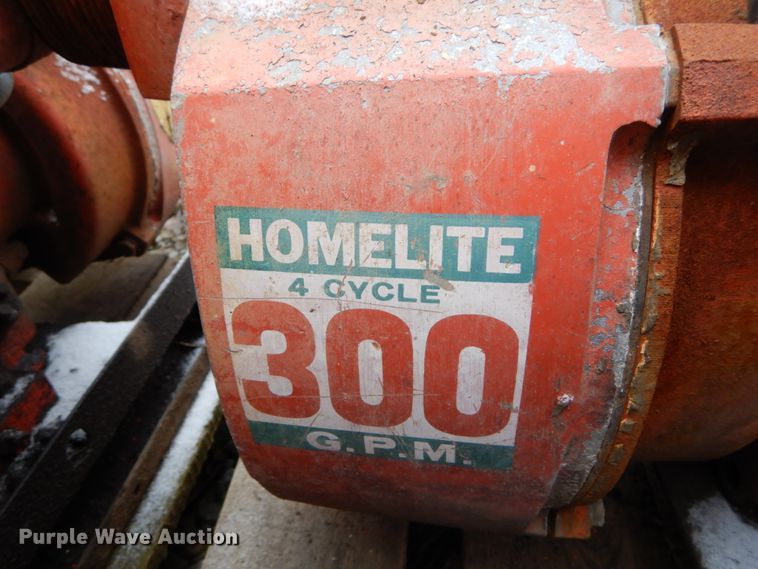 HOMELITE
4 CYCLE
300
G.P.M.
Purple Wave Auction